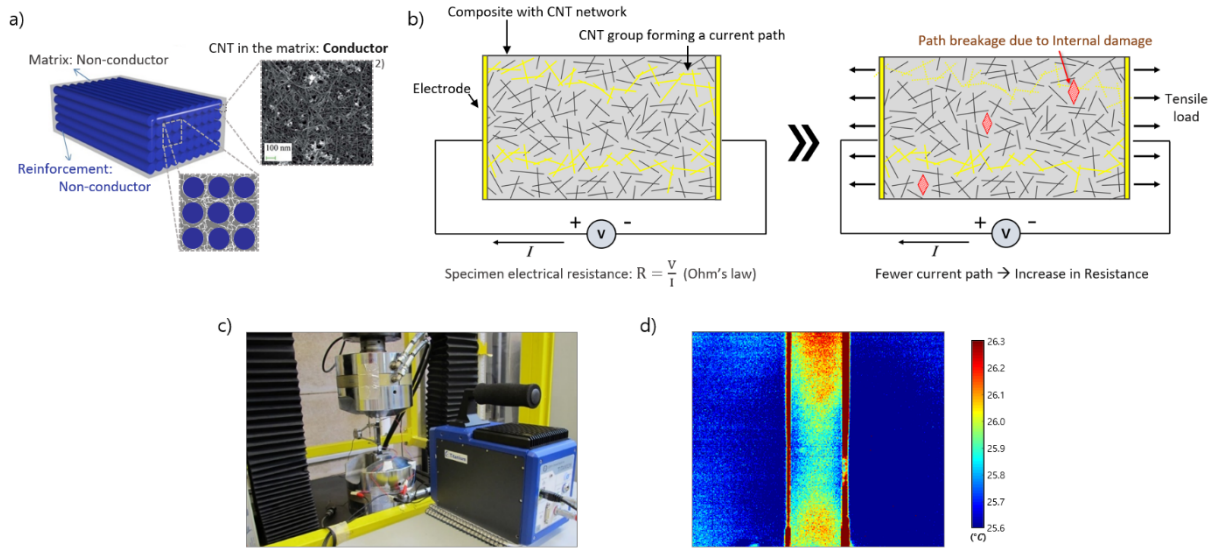 a)
CNT in the matrix: Conductor
2)
Matrix: Non-conductor
100 nm
Reinforcement:
Non-conductor
b)
Composite with CNT network
CNT group forming a current path
Electrode
+ V -
I
Specimen electrical resistance: R = V/I (Ohm's law)
Path breakage due to Internal damage
Tensile
load
+ V -
I
Fewer current path → Increase in Resistance
c)
d)
26.3
26.2
26.1
26.0
25.9
25.8
25.7
25.6
(°C)